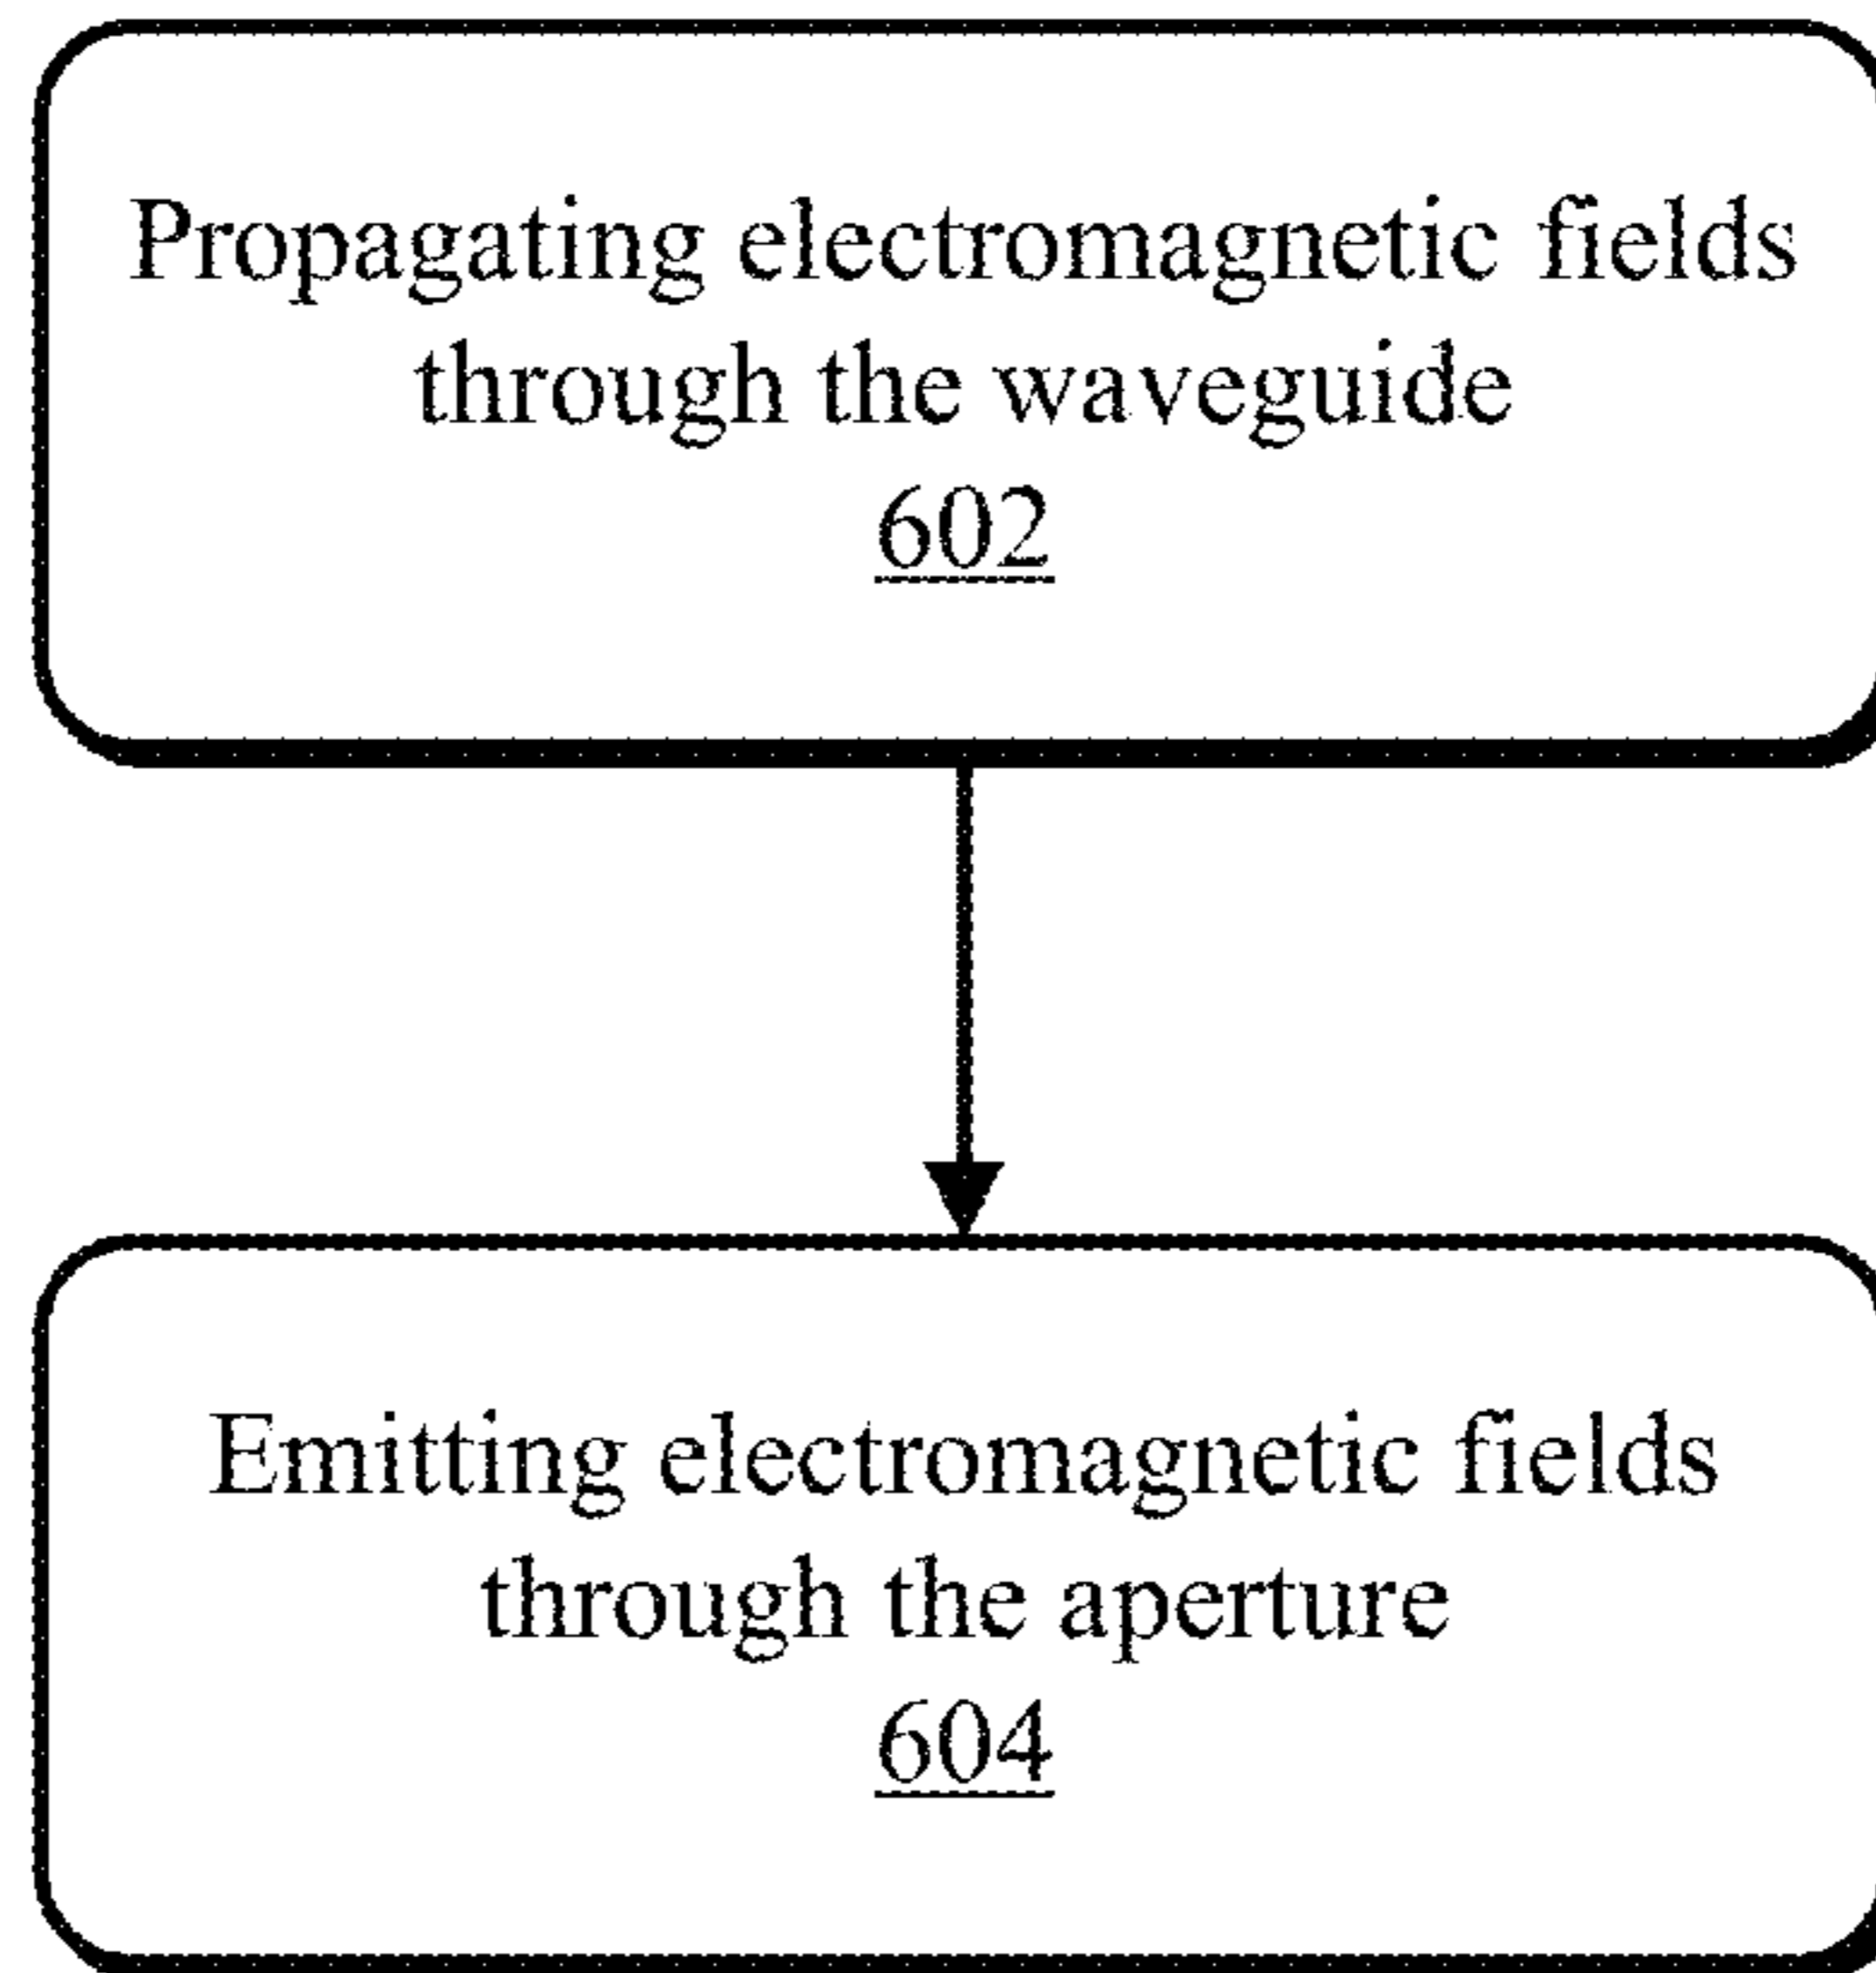 Propagating electromagnetic fields
through the waveguide
602
Emitting electromagnetic fields
through the aperture
604